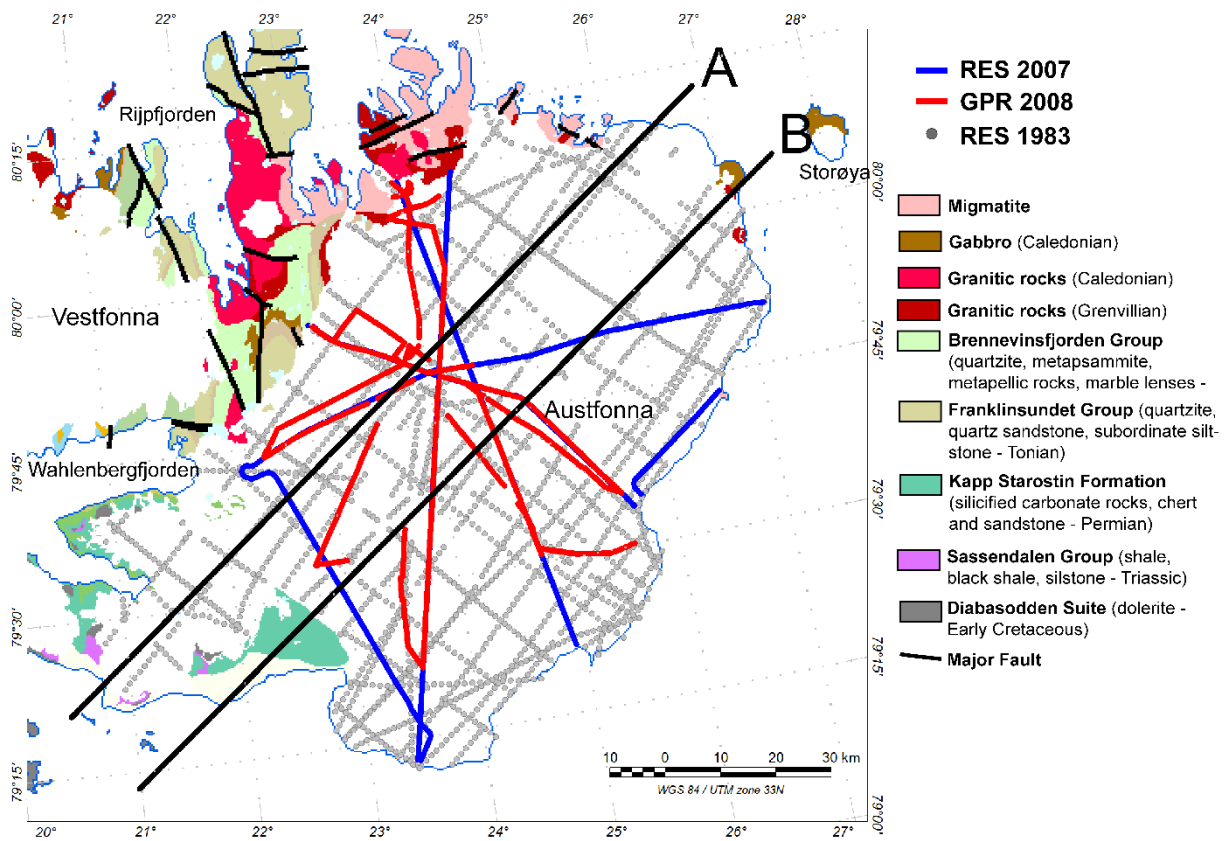 21° 22° 23° 24° 25° 26° 27° 28°
A
B
RES 2007
GPR 2008
RES 1983
Rijpfjorden
80°15'
80°00'
Storøya
Migmatite
Gabbro (Caledonian)
Granitic rocks (Caledonian)
Granitic rocks (Grenvillian)
Brennevinsfjorden Group
(quartzite, metapsammite,
metapellic rocks, marble lenses -
Franklinsundet Group (quartzite,
quartz sandstone, subordinate silt-
stone - Tonian)
Kapp Starostin Formation
(silicified carbonate rocks, chert
and sandstone - Permian)
Sassendalen Group (shale,
black shale, silstone - Triassic)
Diabasodden Suite (dolerite -
Early Cretaceous)
Major Fault
80°00'
Vestfonna
79°45'
Austfonna
Wahlenbergfjorden
79°45'
79°30'
79°30'
79°15'
79°15'
79°00'
10 0 10 20 30 km
WGS 84 / UTM zone 33N
20° 21° 22° 23° 24° 25° 26° 27°